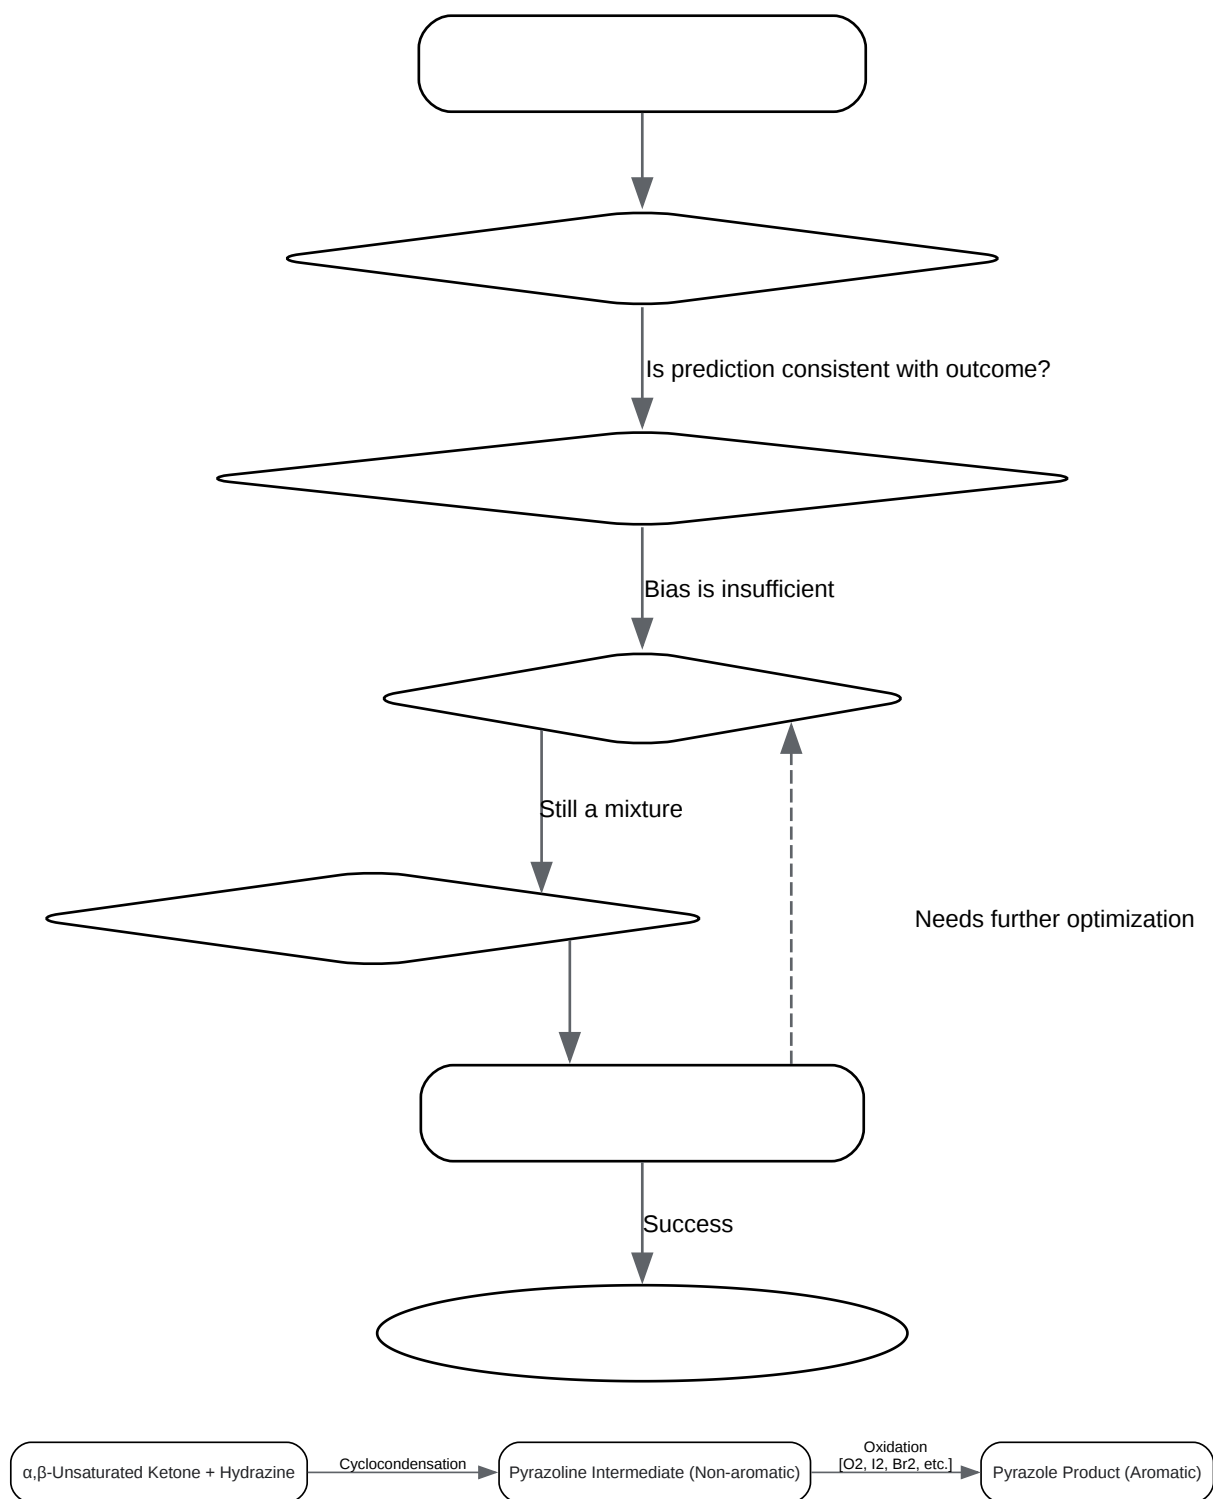 Is prediction consistent with outcome?
Bias is insufficient
Still a mixture
Needs further optimization
Success
α,β-Unsaturated Ketone + Hydrazine
Cyclocondensation
Pyrazoline Intermediate (Non-aromatic)
Oxidation
[O2, I2, Br2, etc.]
Pyrazole Product (Aromatic)